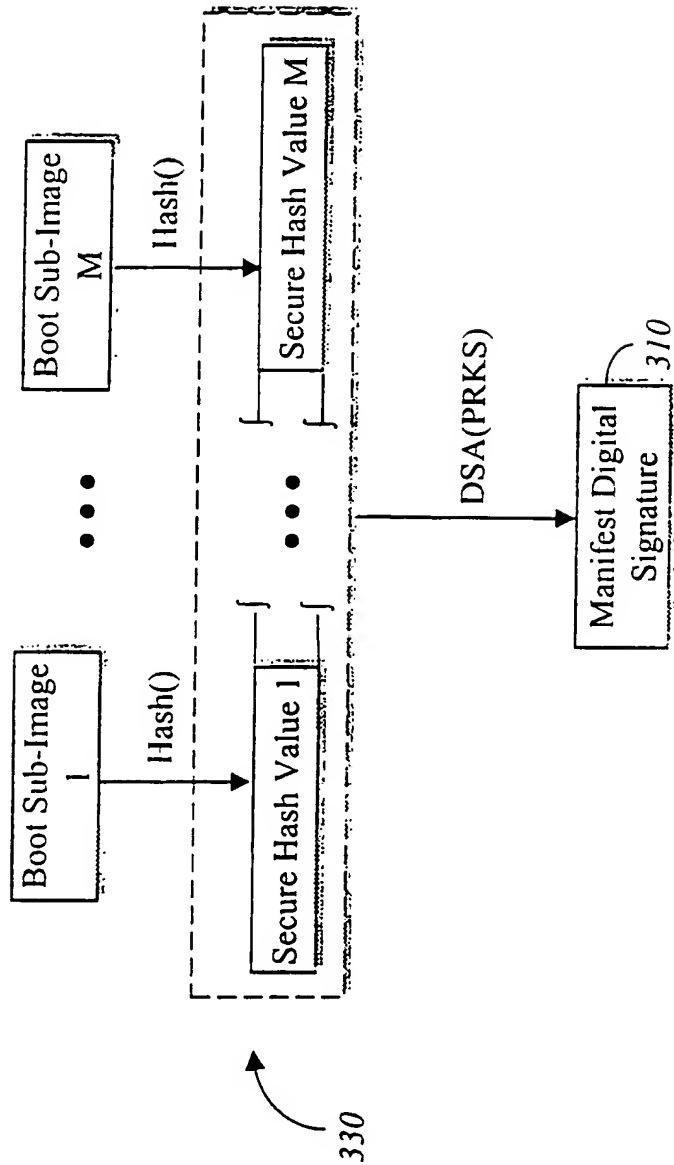 Boot Sub-Image
1
Boot Sub-Image
M
Hash()
Hash()
Secure Hash Value 1
Secure Hash Value M
330
DSA(PRKS)
Manifest Digital
Signature
310